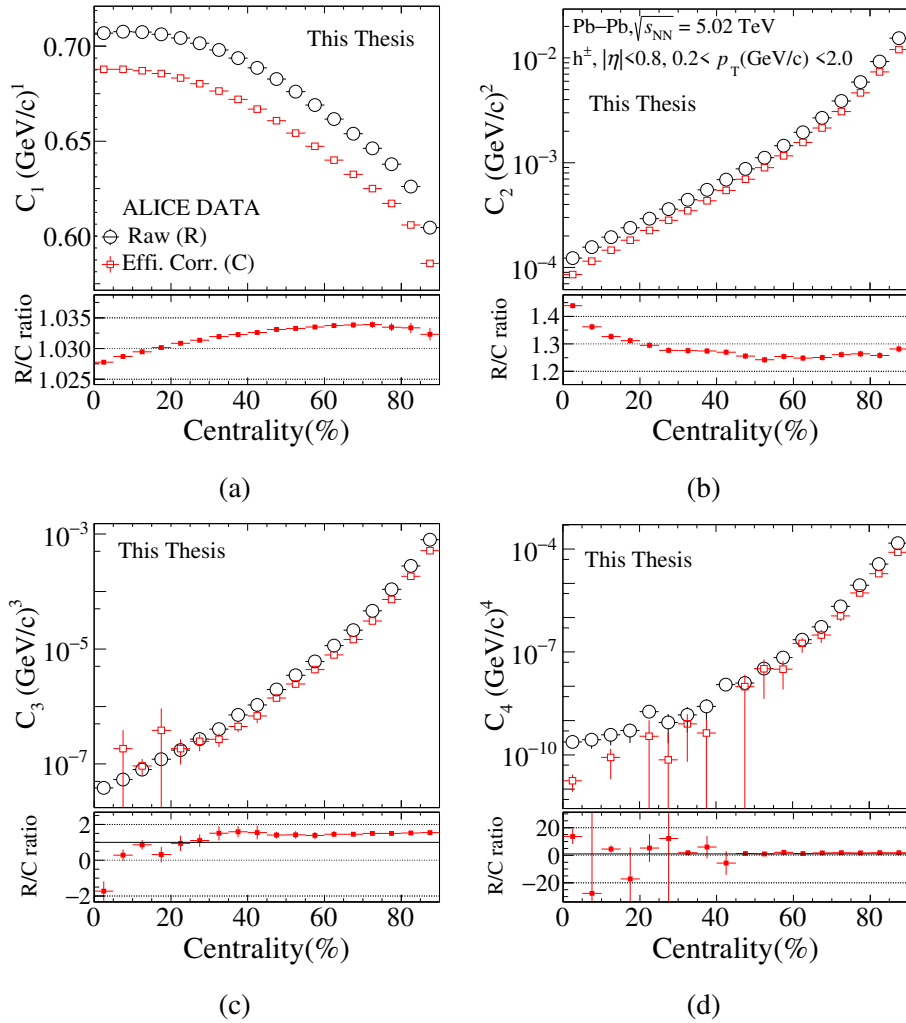 0.70
0.65
0.60
C₁ (GeV/c)¹
This Thesis
ALICE DATA
Raw (R)
Effi. Corr. (C)
1.035
1.030
1.025
R/C ratio
0 20 40 60 80
Centrality(%)
(a)
10⁻²
10⁻³
10⁻⁴
C₂ (GeV/c)²
Pb–Pb,√s_NN = 5.02 TeV
h±, |η|<0.8, 0.2< p_T(GeV/c) <2.0
This Thesis
1.4
1.3
1.2
R/C ratio
0 20 40 60 80
Centrality(%)
(b)
10⁻³
10⁻⁵
10⁻⁷
C₃ (GeV/c)³
This Thesis
2
0
−2
R/C ratio
0 20 40 60 80
Centrality(%)
(c)
10⁻⁴
10⁻⁷
10⁻¹⁰
C₄ (GeV/c)⁴
This Thesis
20
0
−20
R/C ratio
0 20 40 60 80
Centrality(%)
(d)